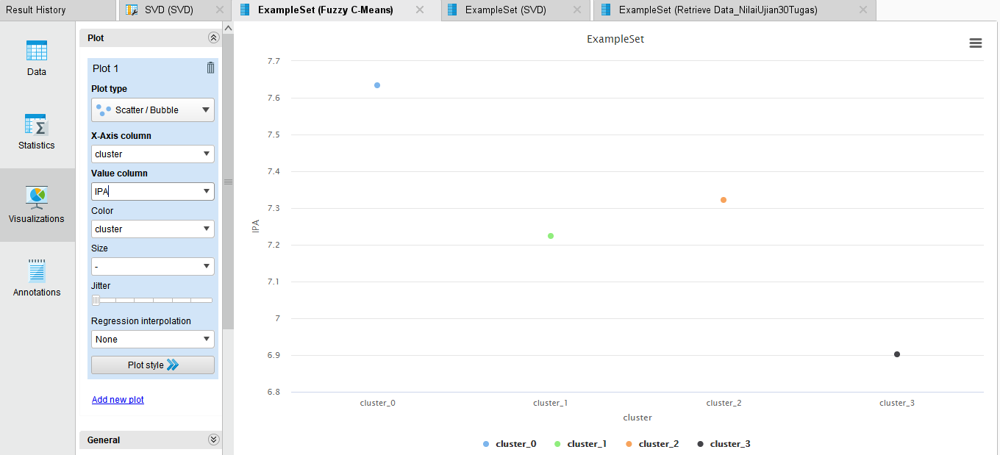 Result History
SVD (SVD)
ExampleSet (Fuzzy C-Means)
ExampleSet (SVD)
ExampleSet (Retrieve Data_NilaiUjian30Tugas)
Data
Statistics
Visualizations
Annotations
Plot
Plot 1
Plot type
Scatter / Bubble
X-Axis column
cluster
Value column
IPA
Color
cluster
Size
-
Jitter
Regression interpolation
None
Plot style
Add new plot
General
ExampleSet
7.7
7.6
7.5
7.4
7.3
7.2
7.1
7
6.9
6.8
IPA
cluster_0 cluster_1 cluster_2 cluster_3
cluster
cluster_0 cluster_1 cluster_2 cluster_3